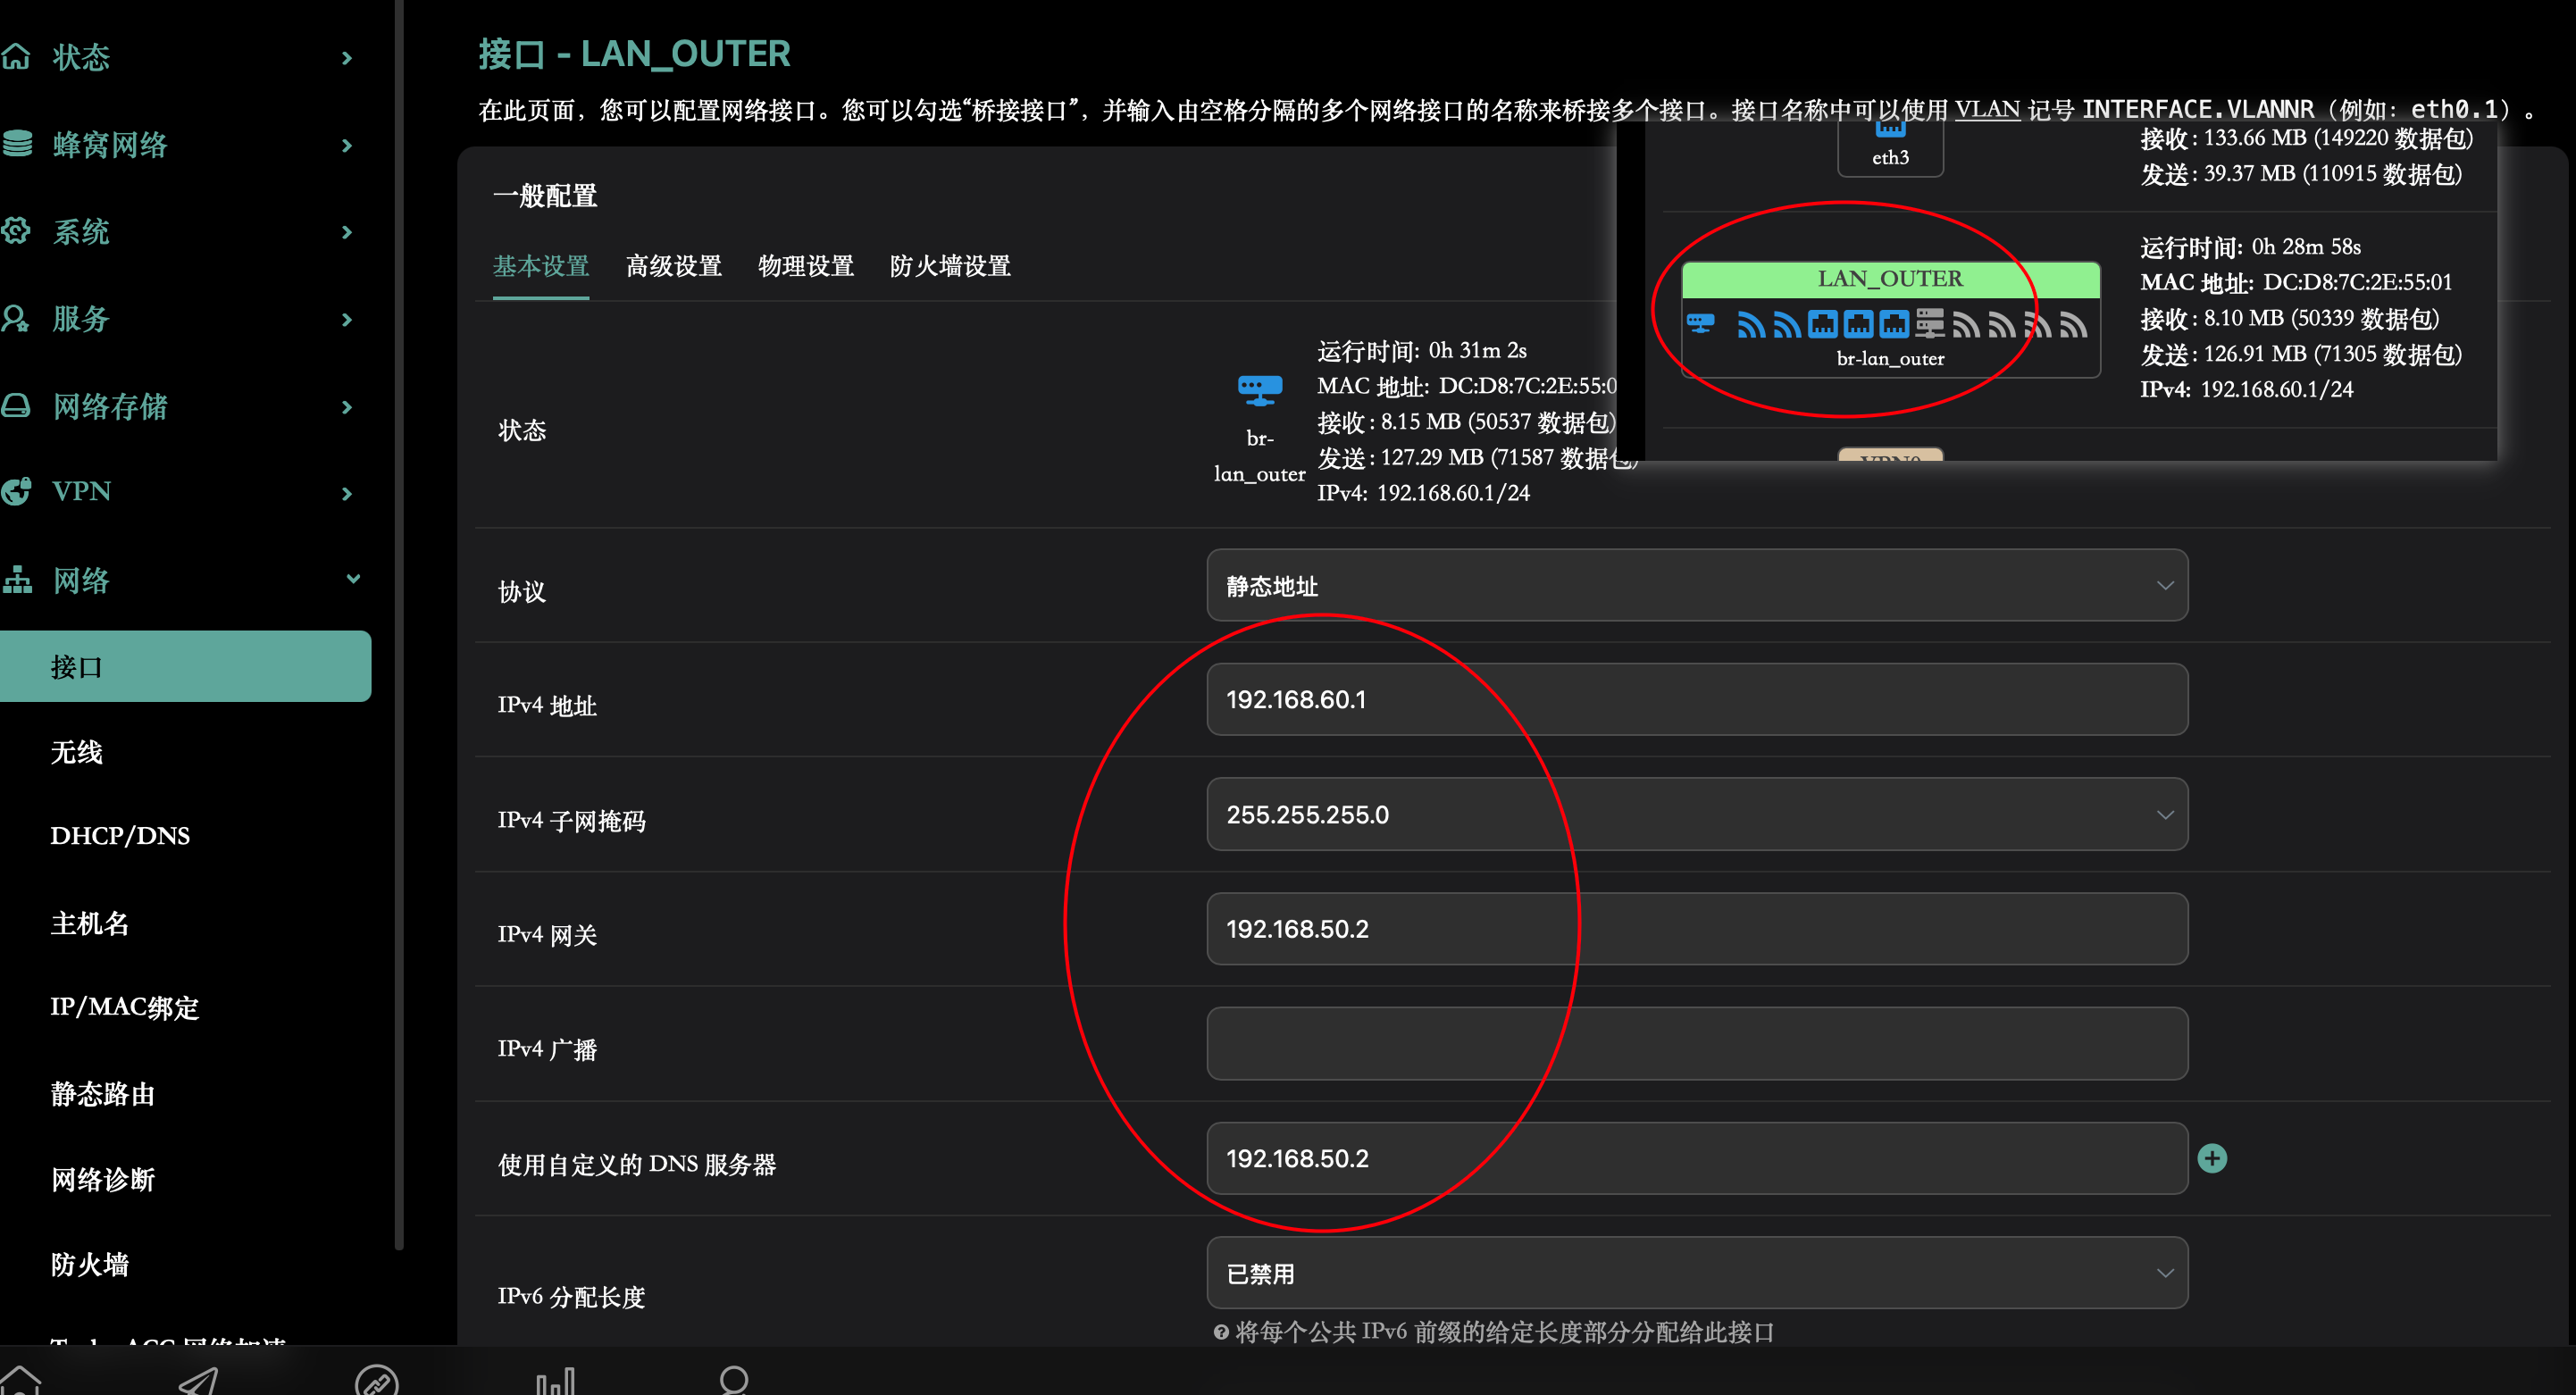 状态
蜂窝网络
系统
服务
网络存储
VPN
网络
接口
无线
DHCP/DNS
主机名
IP/MAC绑定
静态路由
网络诊断
防火墙
接口 - LAN_OUTER
在此页面，您可以配置网络接口。您可以勾选“桥接接口”，并输入由空格分隔的多个网络接口的名称来桥接多个接口。接口名称中可以使用 VLAN 记号 INTERFACE.VLANNR（例如：eth0.1）。
一般配置
基本设置 高级设置 物理设置 防火墙设置
状态
br-
lan_outer
运行时间: 0h 31m 2s
MAC 地址: DC:D8:7C:2E:55:0
接收: 8.15 MB (50537 数据包)
发送: 127.29 MB (71587 数据包)
IPv4: 192.168.60.1/24
eth3
接收: 133.66 MB (149220 数据包)
发送: 39.37 MB (110915 数据包)
LAN_OUTER
br-lan_outer
运行时间: 0h 28m 58s
MAC 地址: DC:D8:7C:2E:55:01
接收: 8.10 MB (50339 数据包)
发送: 126.91 MB (71305 数据包)
IPv4: 192.168.60.1/24
协议
静态地址
IPv4 地址
192.168.60.1
IPv4 子网掩码
255.255.255.0
IPv4 网关
192.168.50.2
IPv4 广播
使用自定义的 DNS 服务器
192.168.50.2
IPv6 分配长度
已禁用
将每个公共 IPv6 前缀的给定长度部分分配给此接口